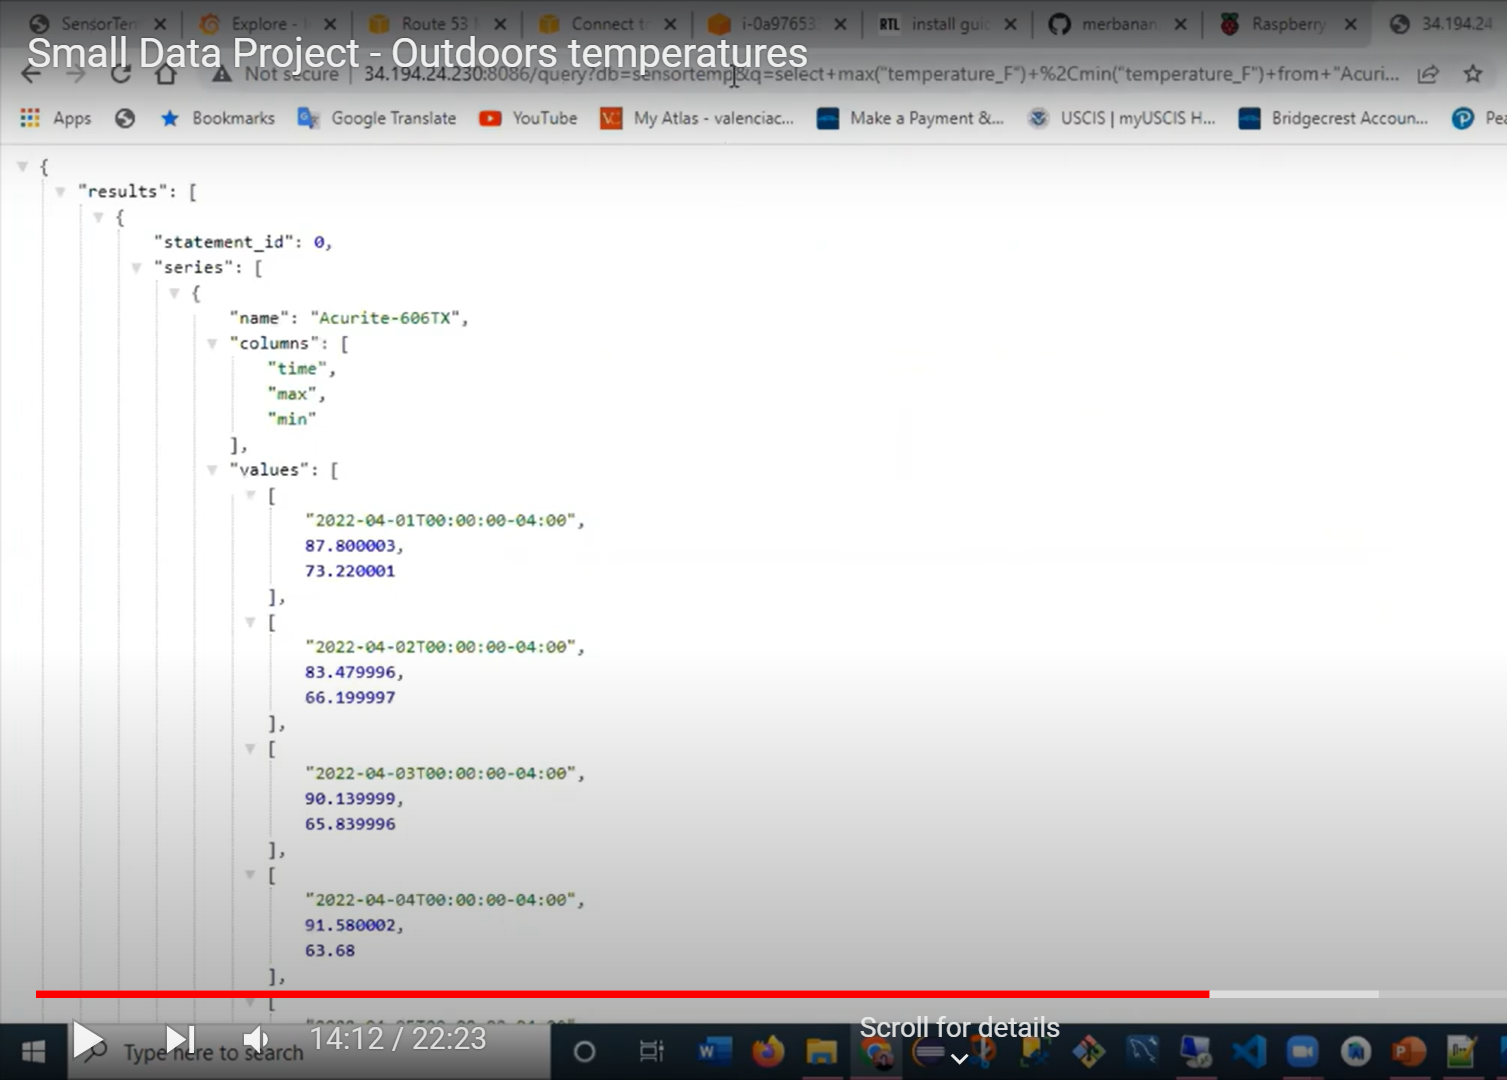 SensorTem
Explore -
Route 53
Connect t
i-0a97653
RTL install guid
merbanan
Raspberry
34.194.24
Small Data Project - Outdoors temperatures
Not secure | 34.194.24.230:8086/query?db=sensortemp&q=select+max("temperature_F")+%2Cmin("temperature_F")+from+"Acuri...
Apps
Bookmarks
Google Translate
YouTube
My Atlas - valenciac...
Make a Payment &...
USCIS | myUSCIS H...
Bridgecrest Accoun...
Pea
{
"results": [
{
"statement_id": 0,
"series": [
{
"name": "Acurite-606TX",
"columns": [
"time",
"max",
"min"
],
"values": [
[
"2022-04-01T00:00:00-04:00",
87.800003,
73.220001
],
[
"2022-04-02T00:00:00-04:00",
83.479996,
66.199997
],
[
"2022-04-03T00:00:00-04:00",
90.139999,
65.839996
],
[
"2022-04-04T00:00:00-04:00",
91.580002,
63.68
],
[
14:12 / 22:23
Scroll for details
Type here to search